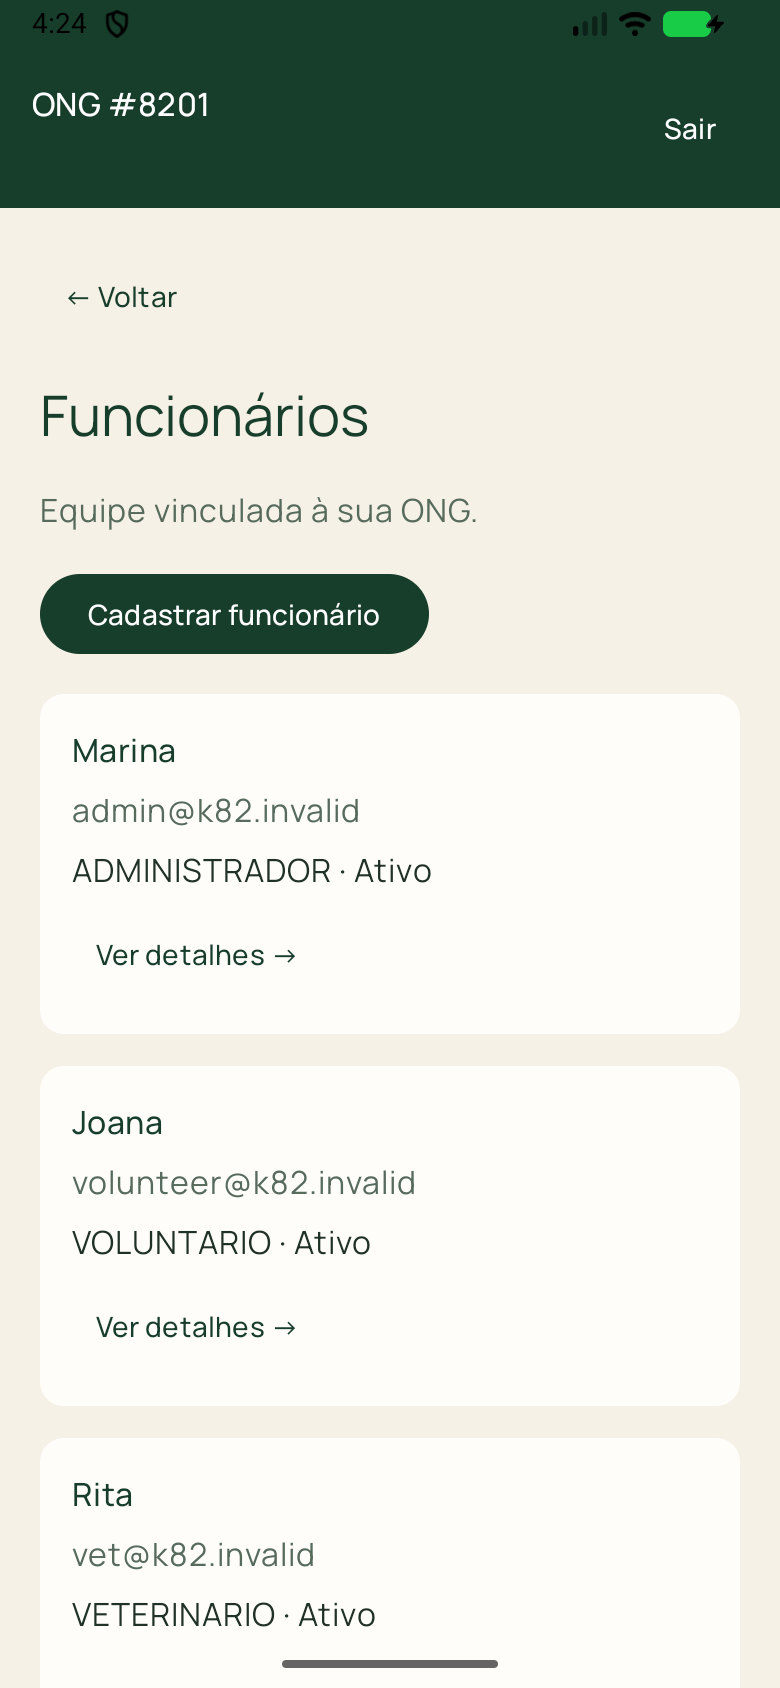 4:24
ONG #8201
Sair
← Voltar
Funcionários
Equipe vinculada à sua ONG.
Cadastrar funcionário
Marina
admin@k82.invalid
ADMINISTRADOR · Ativo
Ver detalhes →
Joana
volunteer@k82.invalid
VOLUNTARIO · Ativo
Ver detalhes →
Rita
vet@k82.invalid
VETERINARIO · Ativo